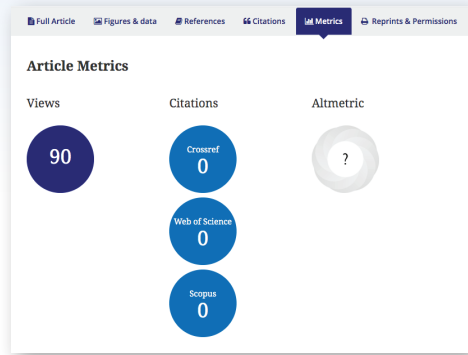 Full Article Figures & data References Citations Metrics Reprints & Permissions
Article Metrics
Views Citations Altmetric
90
Crossref
0
?
Web of Science
0
Scopus
0